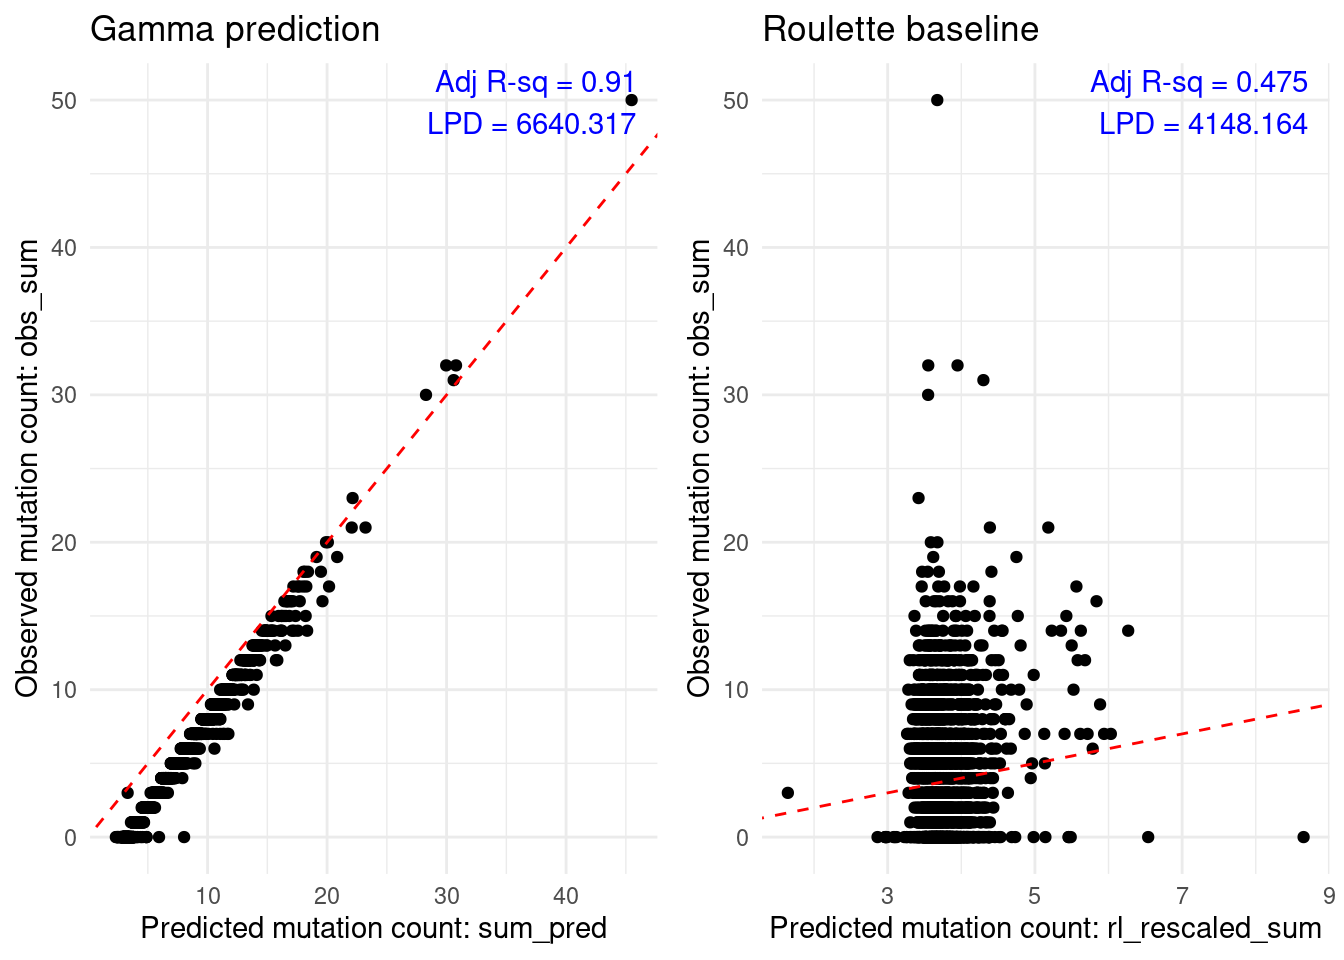 Gamma prediction
Adj R-sq = 0.91
LPD = 6640.317
50
40
30
20
10
0
Observed mutation count: obs_sum
10
20
30
40
Predicted mutation count: sum_pred
Roulette baseline
Adj R-sq = 0.475
LPD = 4148.164
50
40
30
20
10
0
Observed mutation count: obs_sum
3
5
7
9
Predicted mutation count: rl_rescaled_sum